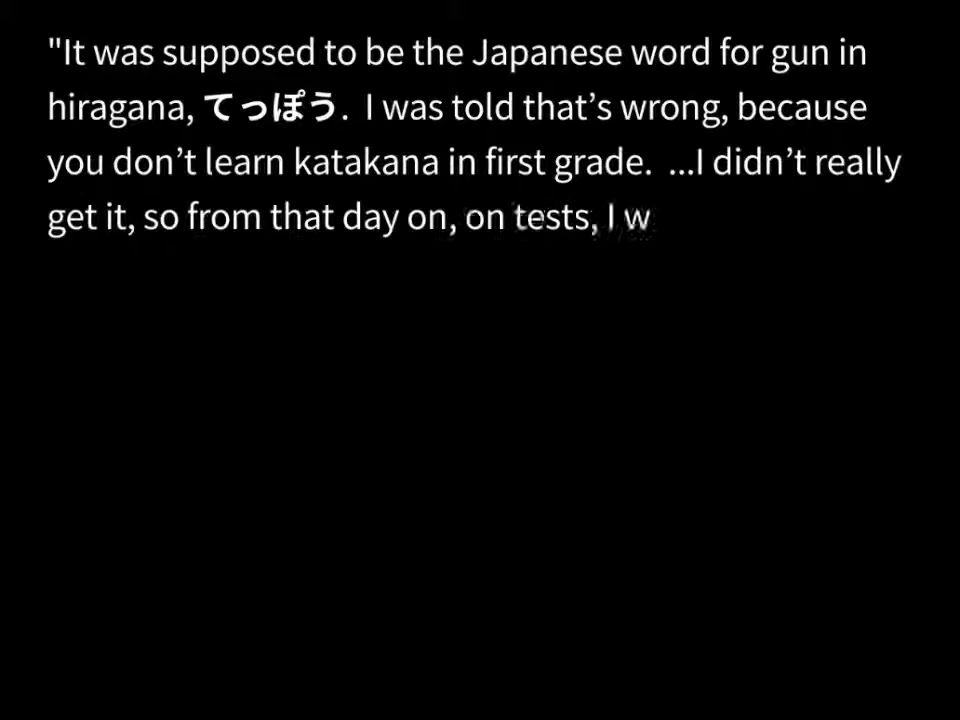 "It was supposed to be the Japanese word for gun in
hiragana, てっぽう.  I was told that’s wrong, because
you don’t learn katakana in first grade.  ...I didn’t really
get it, so from that day on, on tests, I w